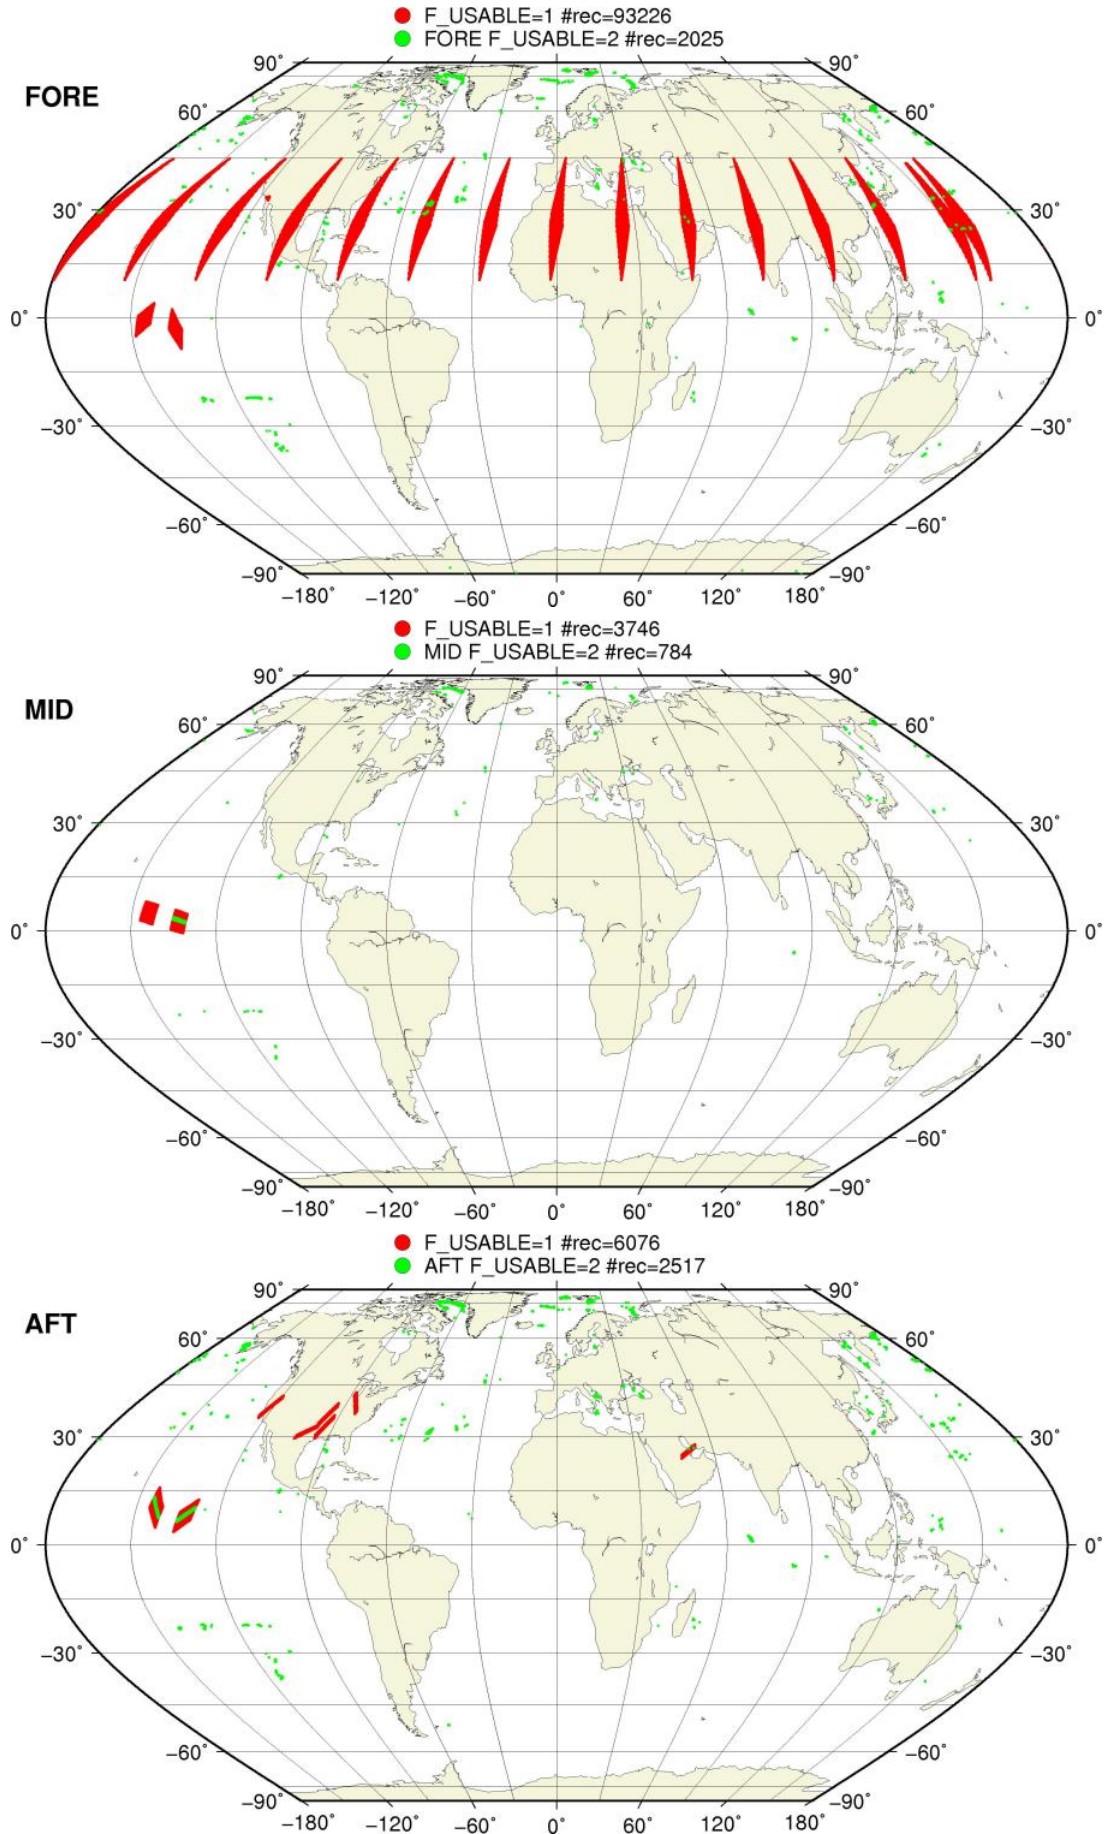 F_USABLE=1 #rec=93226
FORE F_USABLE=2 #rec=2025
FORE
90° 90°
60° 60°
30° 30°
0° 0°
−30° −30°
−60° −60°
−90° −90°
−180° −120° −60° 0° 60° 120° 180°
F_USABLE=1 #rec=3746
MID F_USABLE=2 #rec=784
MID
90° 90°
60° 60°
30° 30°
0° 0°
−30° −30°
−60° −60°
−90° −90°
−180° −120° −60° 0° 60° 120° 180°
F_USABLE=1 #rec=6076
AFT F_USABLE=2 #rec=2517
AFT
90° 90°
60° 60°
30° 30°
0° 0°
−30° −30°
−60° −60°
−90° −90°
−180° −120° −60° 0° 60° 120° 180°